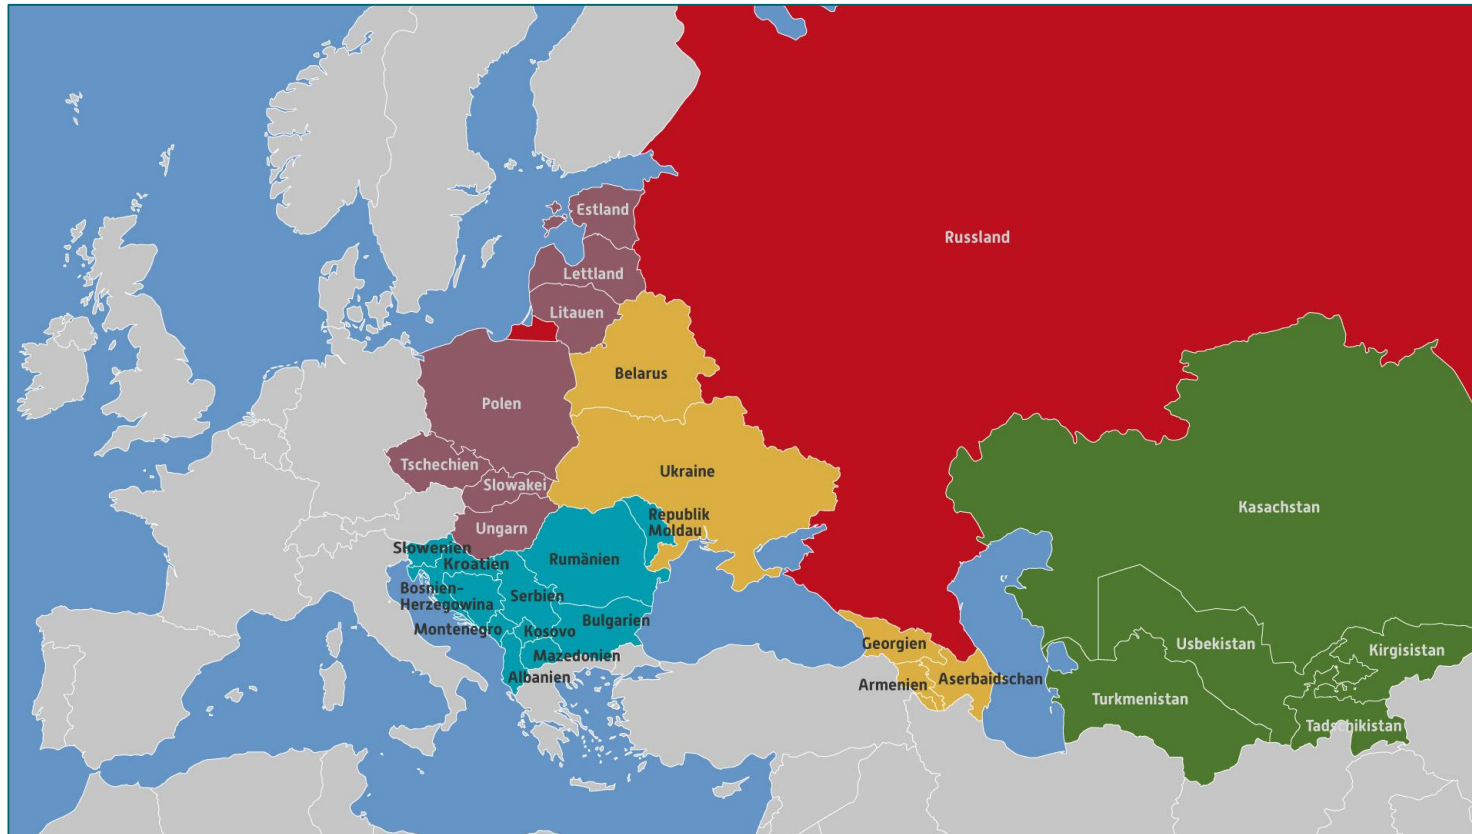 Estland
Russland
Lettland
Litauen
Belarus
Polen
Tschechien
Ukraine
Slowakei
Kasachstan
Republik
Moldau
Ungarn
Slowenien
Kroatien
Rumänien
Bosnien-
Herzegowina
Serbien
Bulgarien
Montenegro
Kosovo
Georgien
Usbekistan
Kirgisistan
Mazedonien
Albanien
Armenien
Aserbaidschan
Turkmenistan
Tadschikistan